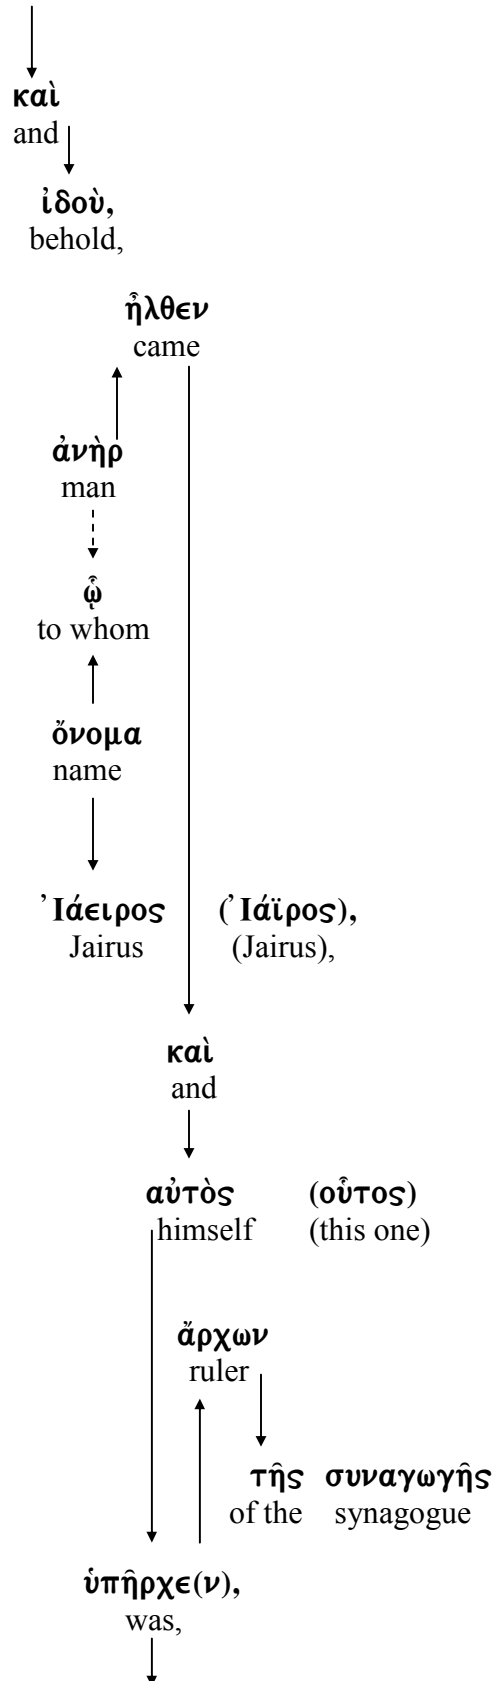 καὶ
and
ἰδοὺ,
behold,
ἦλθεν
came
ἀνὴρ
man
ᾧ
to whom
ὄνομα
name
Ἰάειρος (Ἰάϊρος),
Jairus (Jairus),
καὶ
and
αὐτὸς (οὗτος)
himself (this one)
ἄρχων
ruler
τῆς συναγωγῆς
of the synagogue
ὑπῆρχε(ν),
was,